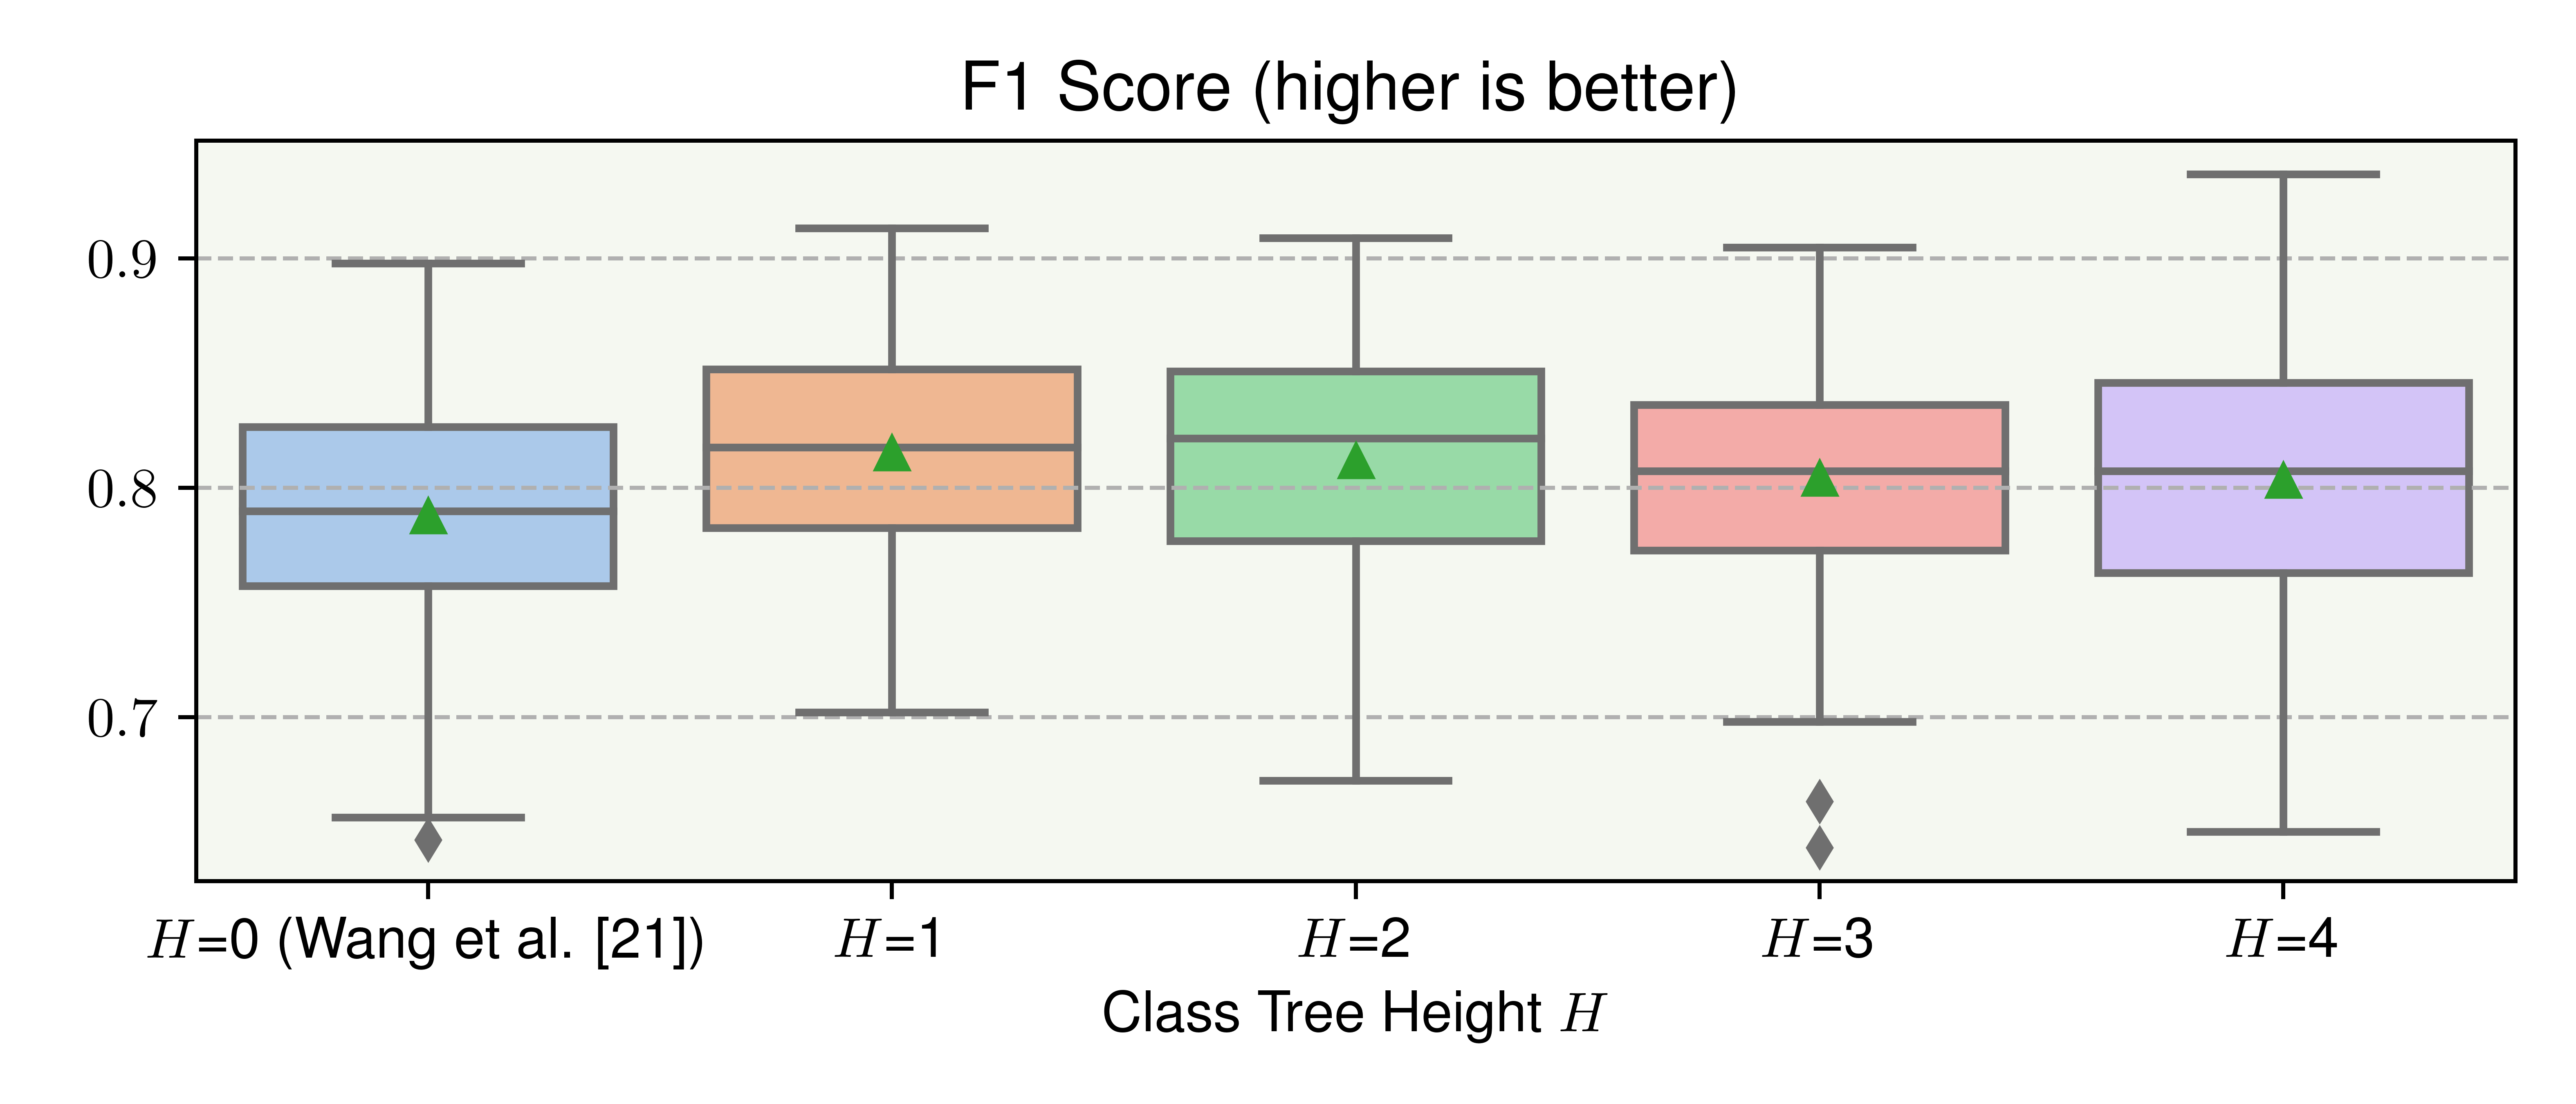 F1 Score (higher is better)
0.9
0.8
0.7
H=0 (Wang et al. [21]) H=1 H=2 H=3 H=4
Class Tree Height H